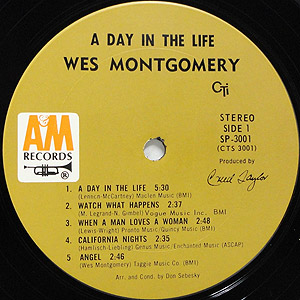 A DAY IN THE LIFE
WES MONTGOMERY
CTi
STEREO
SIDE 1
SP-3001
(CTS 3001)
Produced by
Creed Taylor
A&M
RECORDS
1. A DAY IN THE LIFE 5:30
(Lennon-McCartney) Maclen Music (BMI)
2. WATCH WHAT HAPPENS 2:37
(M. Legrand-N. Gimbel) Vogue Music Inc. BMI
3. WHEN A MAN LOVES A WOMAN 2:48
(Lewis-Wright) Pronto Music/Quincy Music (BMI)
4. CALIFORNIA NIGHTS 2:35
(Hamlisch-Liebling) Genus Music/Enchanted Music (ASCAP)
5 ANGEL 2:46
(Wes Montgomery) Taggie Music Co. (BMI)
Arr. and Cond. by Don Sebesky